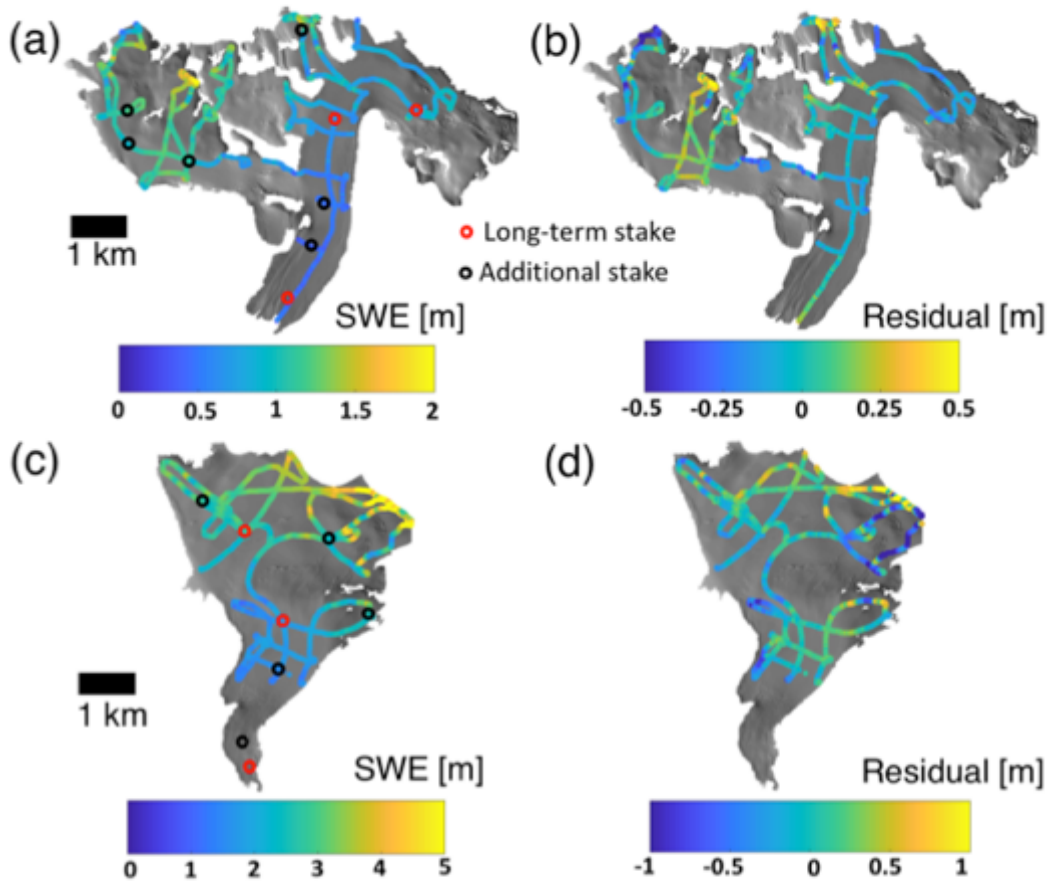 (a)
(b)
1 km
Long-term stake
Additional stake
SWE [m]
Residual [m]
0 0.5 1 1.5 2
-0.5 -0.25 0 0.25 0.5
(c)
(d)
1 km
SWE [m]
Residual [m]
0 1 2 3 4 5
-1 -0.5 0 0.5 1